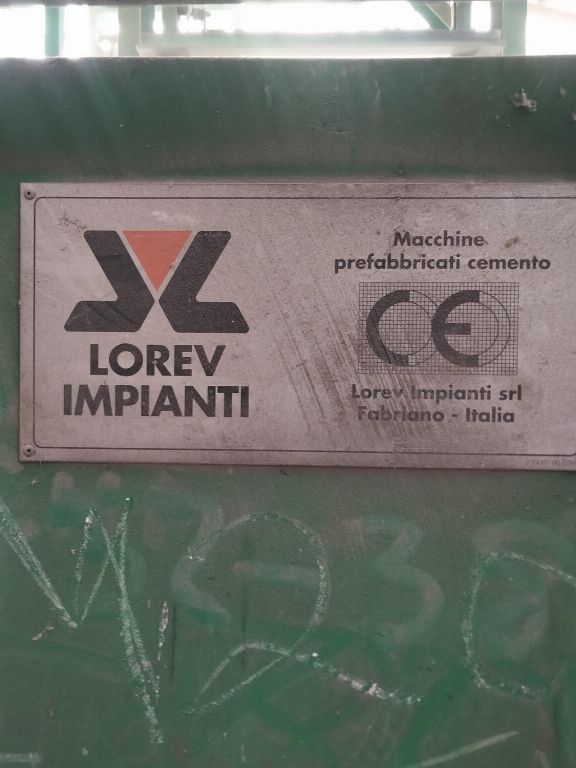 LOREV
IMPIANTI
Macchine
prefabbricati cemento
CE
Lorev Impianti srl
Fabriano - Italia